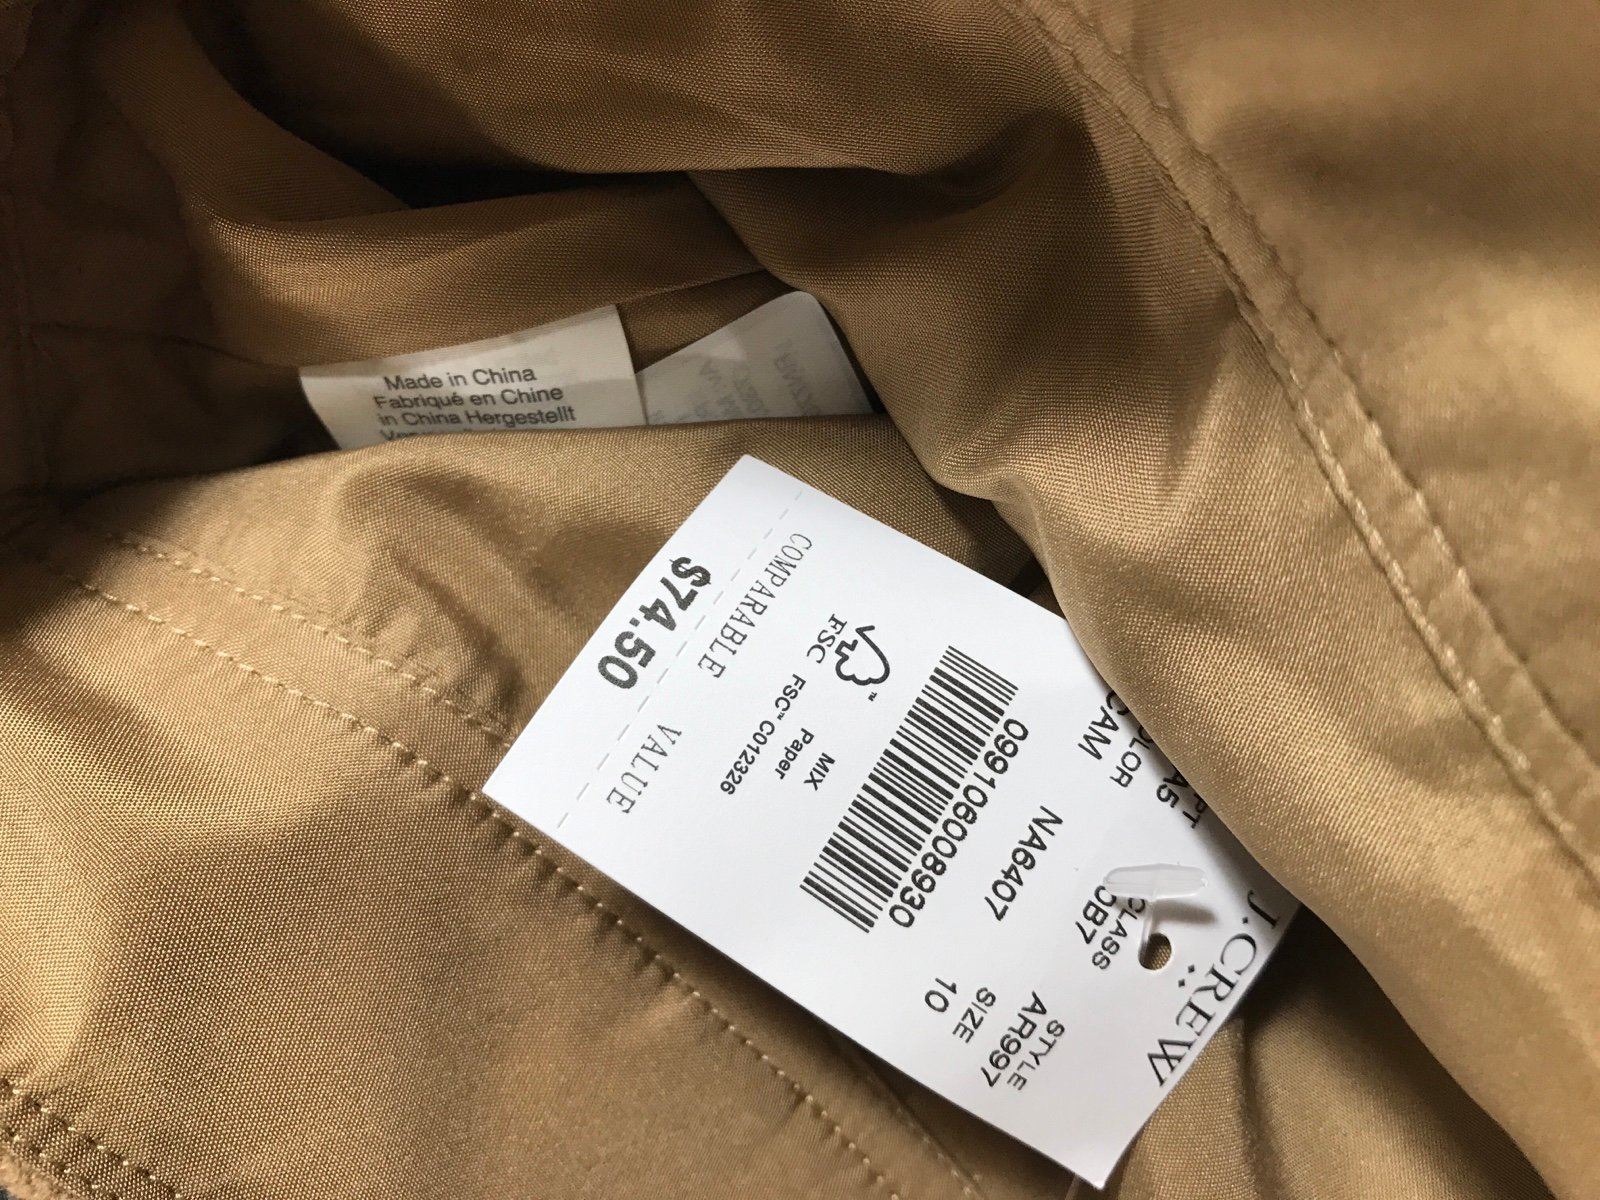 Made in China
Fabriqué en Chine
in China Hergestellt
J.CREW
STYLE
AR997
CLASS
0B7
SIZE
10
COLOR
CAM
NA6407
099106008930
FSC
MIX
Paper
FSC™ C012326
COMPARABLE VALUE
$74.50